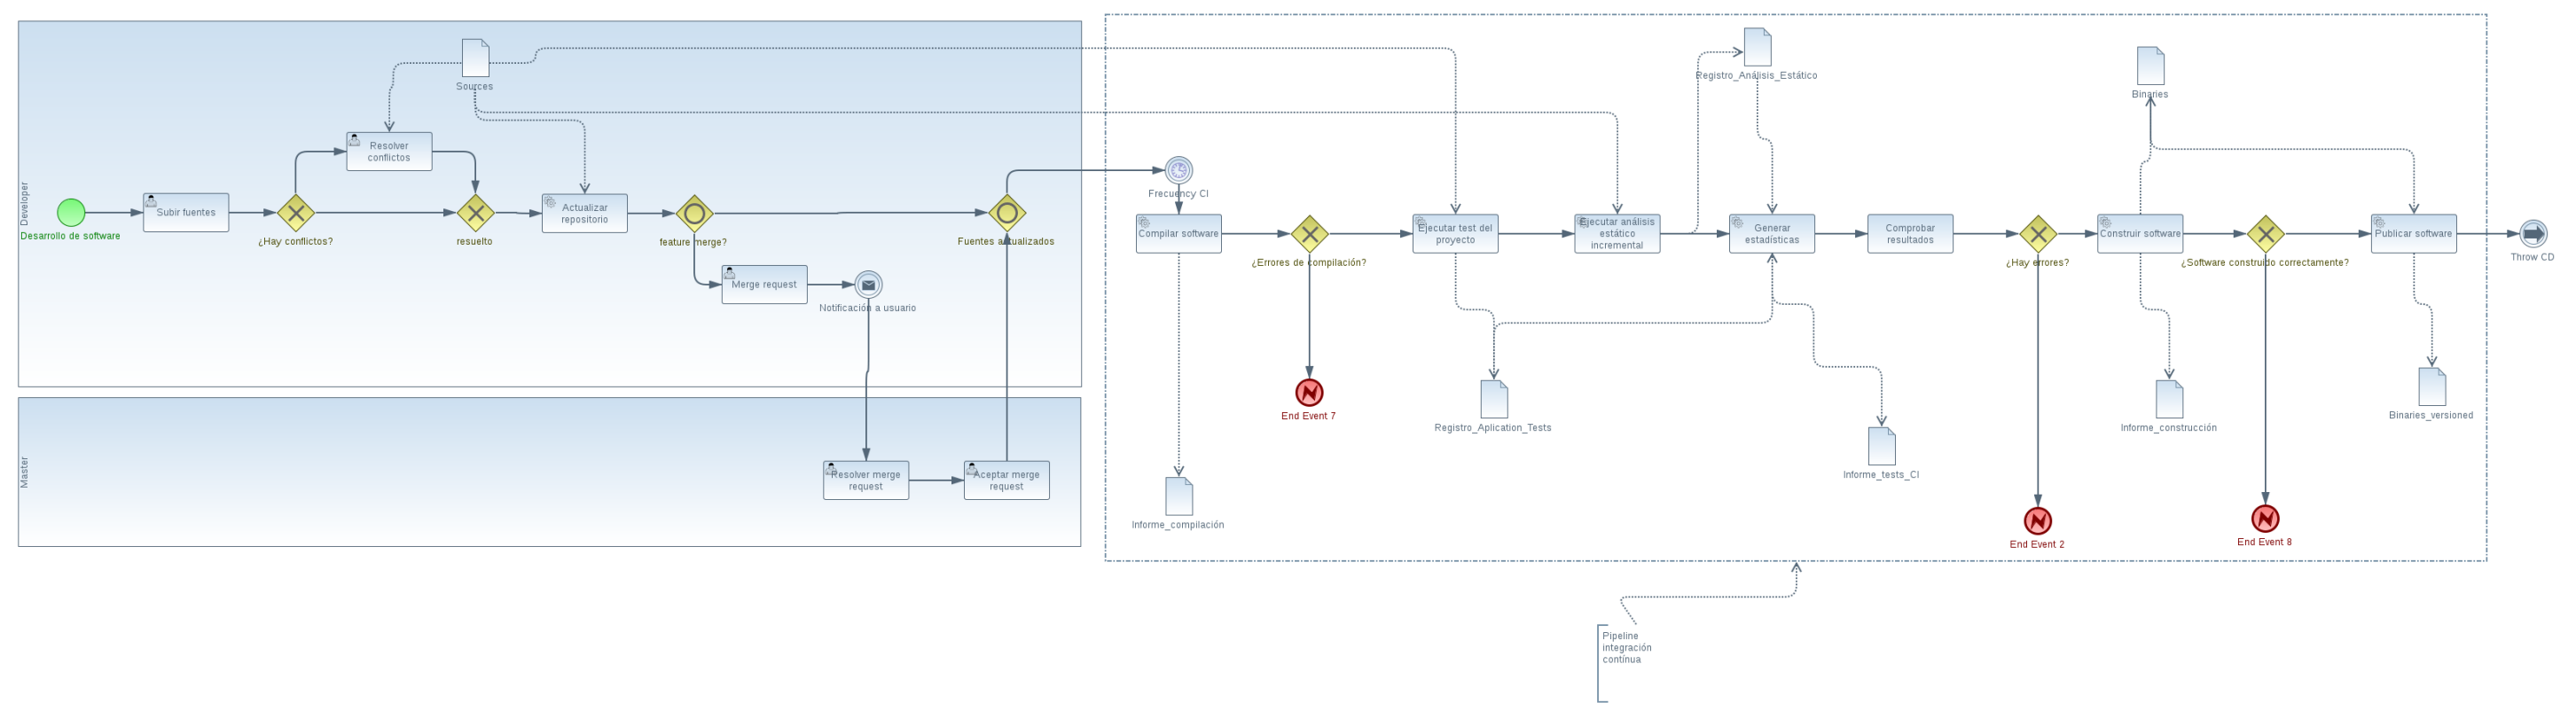 Developer
Sources
Resolver
conflictos
Desarrollo de software
Subir fuentes
¿Hay conflictos?
resuelto
Actualizar
repositorio
feature merge?
Merge request
Notificación a usuario
Fuentes actualizados
Master
Resolver merge
request
Aceptar merge
request
Frecuency CI
Compilar software
Informe_compilación
¿Errores de compilación?
End Event 7
Ejecutar test del
proyecto
Registro_Aplication_Tests
Ejecutar análisis
estático
incremental
Registro_Análisis_Estático
Generar
estadísticas
Informe_tests_CI
Comprobar
resultados
¿Hay errores?
End Event 2
Binaries
Construir software
Informe_construcción
¿Software construido correctamente?
End Event 8
Publicar software
Binaries_versioned
Throw CD
Pipeline
integración
contínua